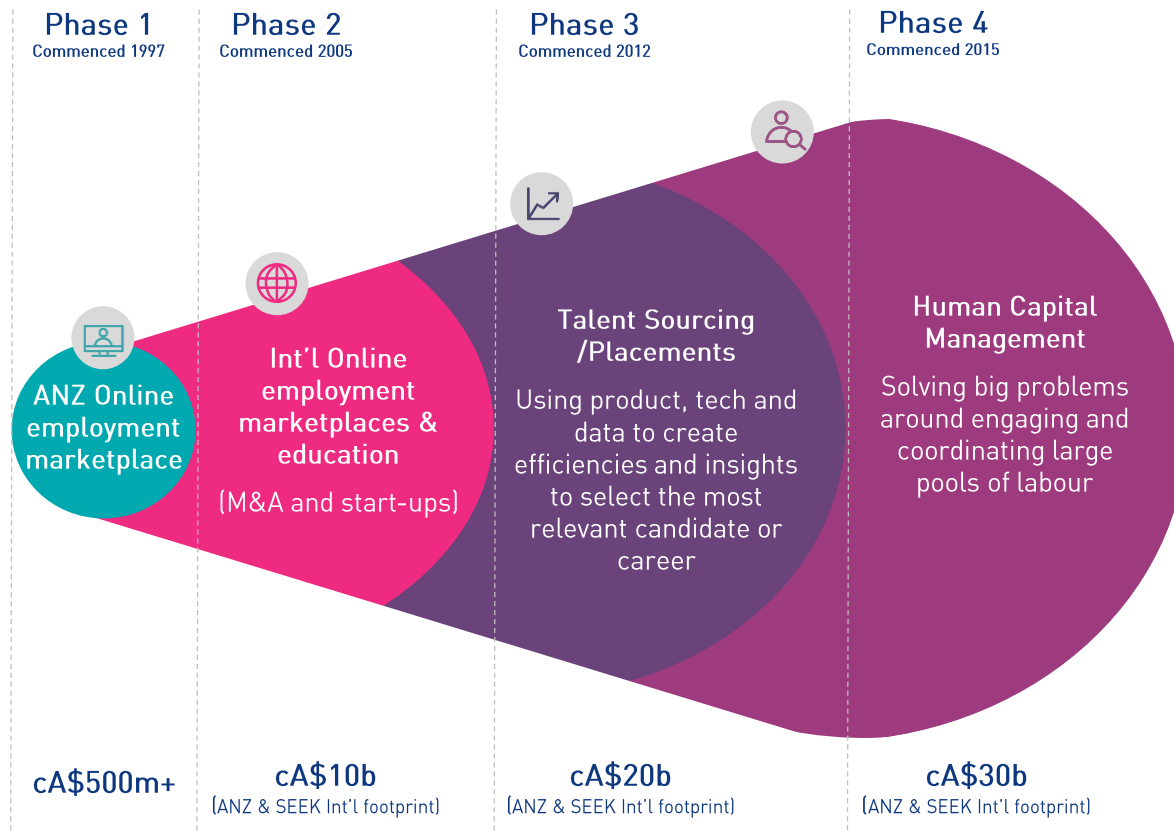 Phase 1
Commenced 1997
Phase 2
Commenced 2005
Phase 3
Commenced 2012
Phase 4
Commenced 2015
ANZ Online
employment
marketplace
Int'l Online
employment
marketplaces &
education
(M&A and start-ups)
Talent Sourcing
/Placements
Using product, tech and
data to create
efficiencies and insights
to select the most
relevant candidate or
career
Human Capital
Management
Solving big problems
around engaging and
coordinating large
pools of labour
cA$500m+
cA$10b
(ANZ & SEEK Int'l footprint)
cA$20b
(ANZ & SEEK Int'l footprint)
cA$30b
(ANZ & SEEK Int'l footprint)